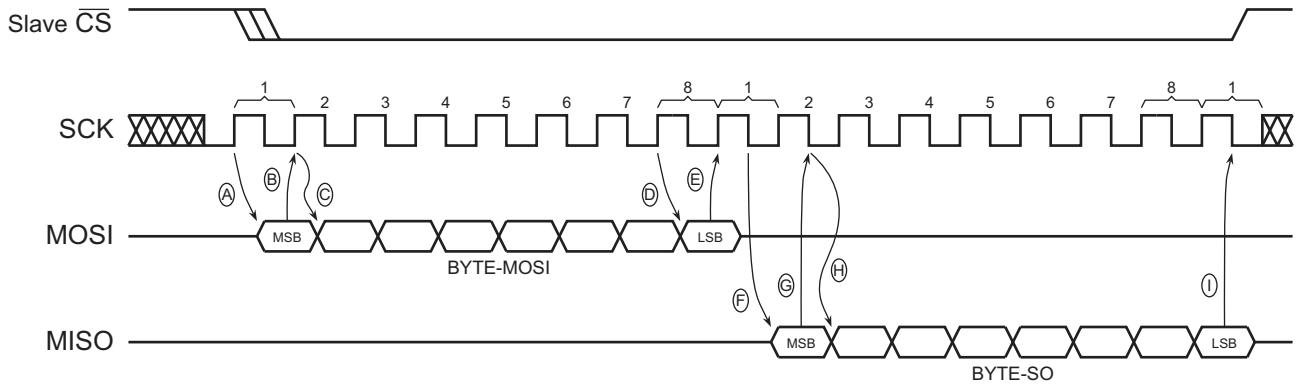 Slave CS
1 2 3 4 5 6 7 8 1 2 3 4 5 6 7 8 1
SCK
A B C D E
MOSI MSB LSB
BYTE-MOSI
F G H I
MISO MSB LSB
BYTE-SO